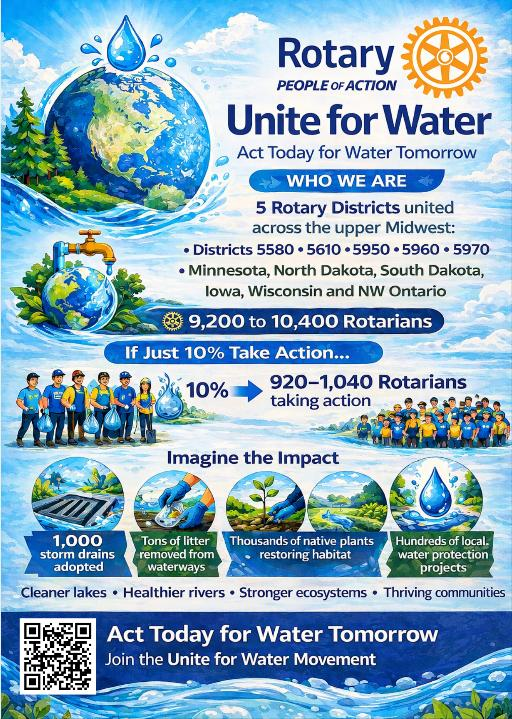 Rotary
PEOPLE OF ACTION
Unite for Water
Act Today for Water Tomorrow
WHO WE ARE
5 Rotary Districts united
across the upper Midwest:
• Districts 5580 • 5610 • 5950 • 5960 • 5970
• Minnesota, North Dakota, South Dakota,
Iowa, Wisconsin and NW Ontario
9,200 to 10,400 Rotarians
If Just 10% Take Action...
10%
920–1,040 Rotarians
taking action
Imagine the Impact
1,000
storm drains
adopted
Tons of litter
removed from
waterways
Thousands of native plants
restoring habitat
Hundreds of local.
water protection
projects
Cleaner lakes • Healthier rivers • Stronger ecosystems • Thriving communities
Act Today for Water Tomorrow
Join the Unite for Water Movement